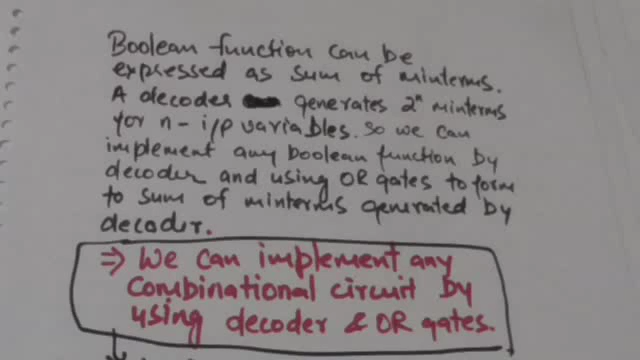 Boolean function can be
expressed as sum of minterms.
A decoder generates 2ⁿ minterms
for n-i/p variables. So we can
implement any boolean function by
decoder and using OR gates to form
to sum of minterms generated by
decoder.
⇒ We can implement any
Combinational circuit by
using decoder & OR gates.